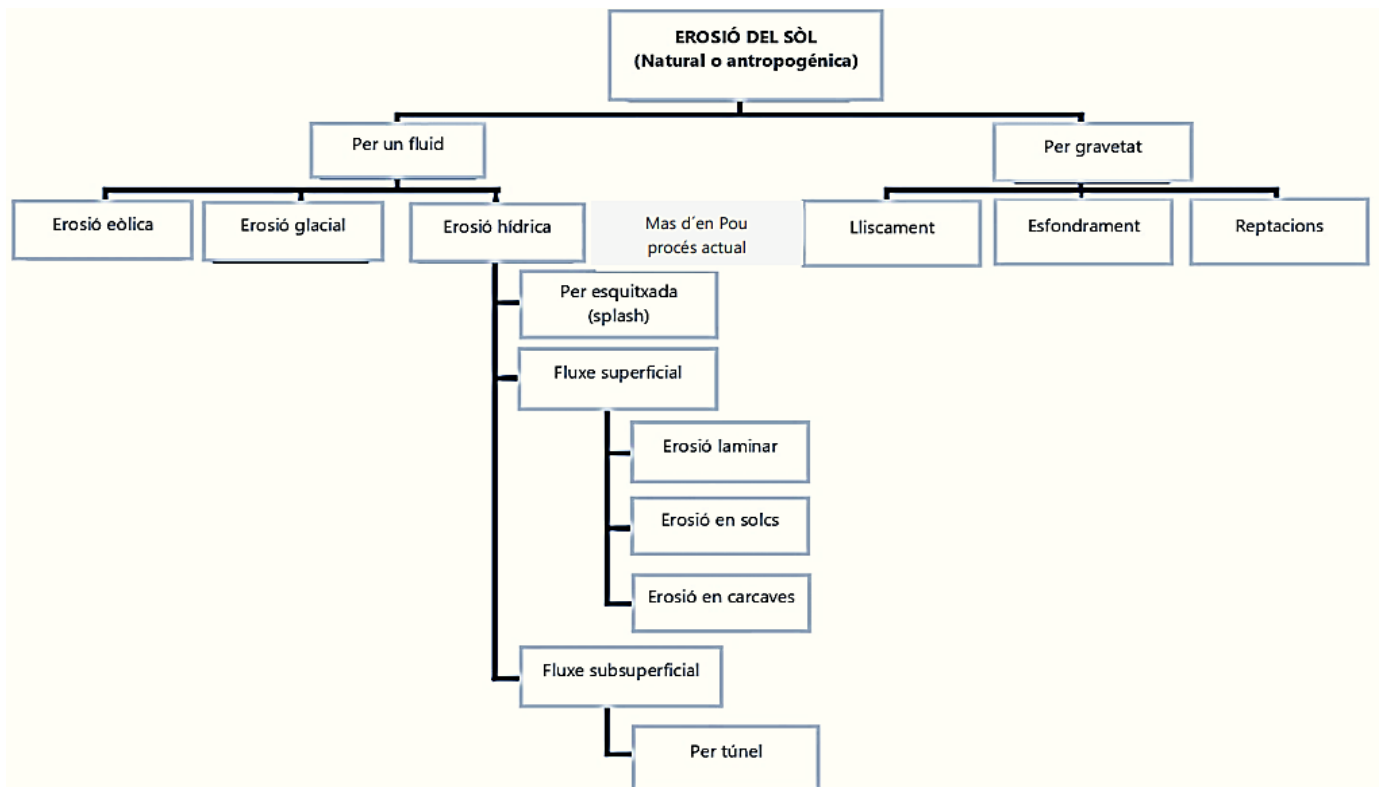 EROSIÓ DEL SÒL
(Natural o antropogénica)
Per un fluid
Per gravetat
Erosió eòlica
Erosió glacial
Erosió hídrica
Mas d´en Pou
procés actual
Lliscament
Esfondrament
Reptacions
Per esquitxada
(splash)
Fluxe superficial
Erosió laminar
Erosió en solcs
Erosió en carcaves
Fluxe subsuperficial
Per túnel